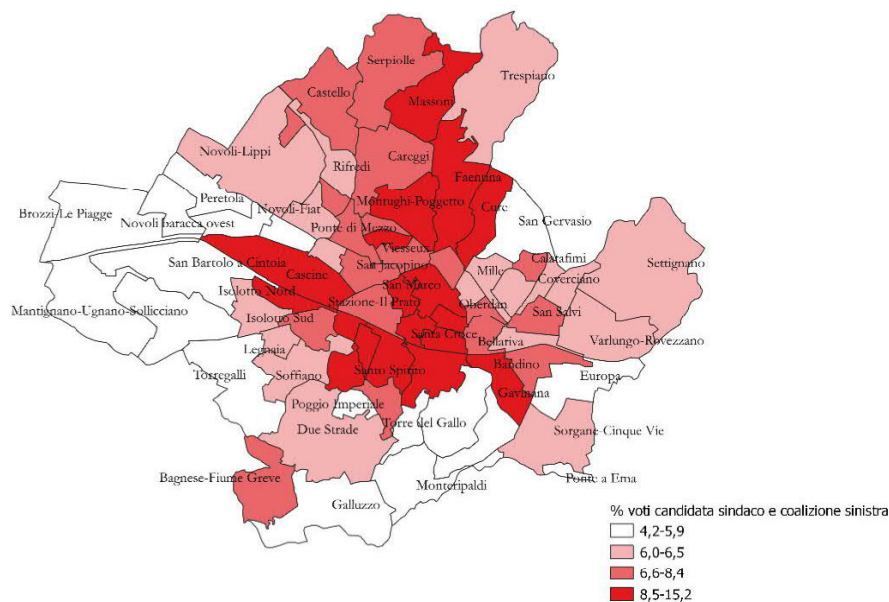 Serpiolle
Trespiano
Castello
Massoni
Novoli-Lippi
Rifredi
Careggi
Faentina
Peretola
Brozzi-Le Piagge
Novoli baracca ovest
Novoli-Fiat
Montughi-Poggetto
Cure
San Gervasio
Ponte di Mezzo
Viesseux
San Bartolo a Cintoia
Cascine
San Jacopino
Mille
Calatafimi
Coverciano
Settignano
Isolotto Nord
San Marco
Mantignano-Ugnano-Sollicciano
Stazione-Il Prato
Oberdan
San Salvi
Isolotto Sud
Santa Croce
Bellariva
Varlungo-Rovezzano
Legnaia
Torregalli
Soffiano
Santo Spirito
Bandino
Europa
Gavinana
Poggio Imperiale
Due Strade
Torre del Gallo
Sorgane-Cinque Vie
Bagnese-Fiume Greve
Monteripaldi
Ponte a Ema
Galluzzo
% voti candidata sindaco e coalizione sinistra
4,2-5,9
6,0-6,5
6,6-8,4
8,5-15,2